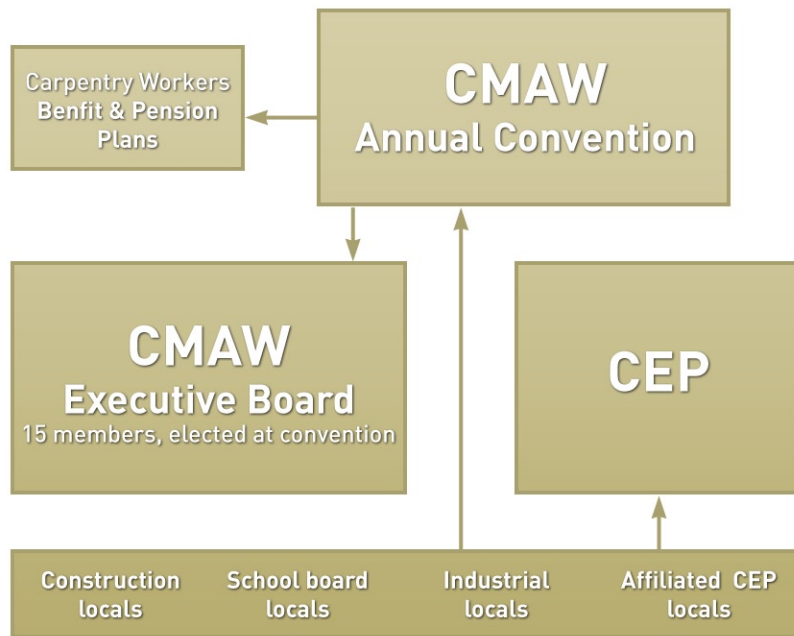 Carpentry Workers
Benfit & Pension
Plans
CMAW
Annual Convention
CMAW
Executive Board
15 members, elected at convention
CEP
Construction
locals
School board
locals
Industrial
locals
Affiliated CEP
locals